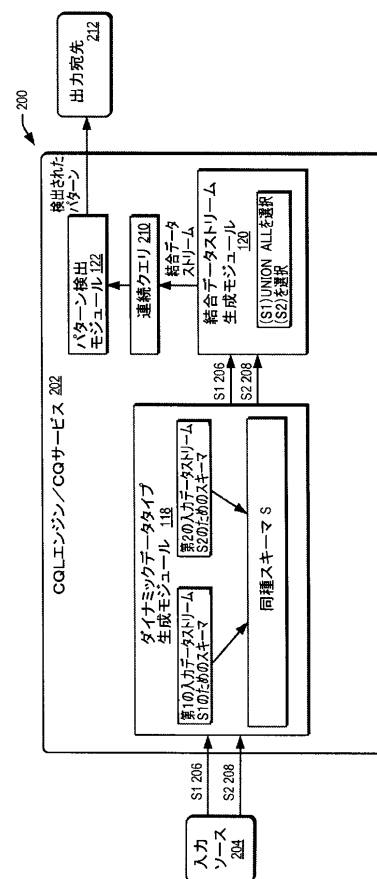 200
CQLエンジン/CQサービス 202
入力
ソース
204
S1 206
S2 208
ダイナミックデータタイプ
生成モジュール 118
第1の入力データストリーム
S1のためのスキーマ
第2の入力データストリーム
S2のためのスキーマ
同種スキーマ S
S1 206
S2 208
結合データストリーム
生成モジュール
120
(S1)UNION ALLを選択
(S2)を選択
結合データ
ストリーム
連続クエリ 210
パターン検出
モジュール 122
検出された
パターン
出力宛先
212